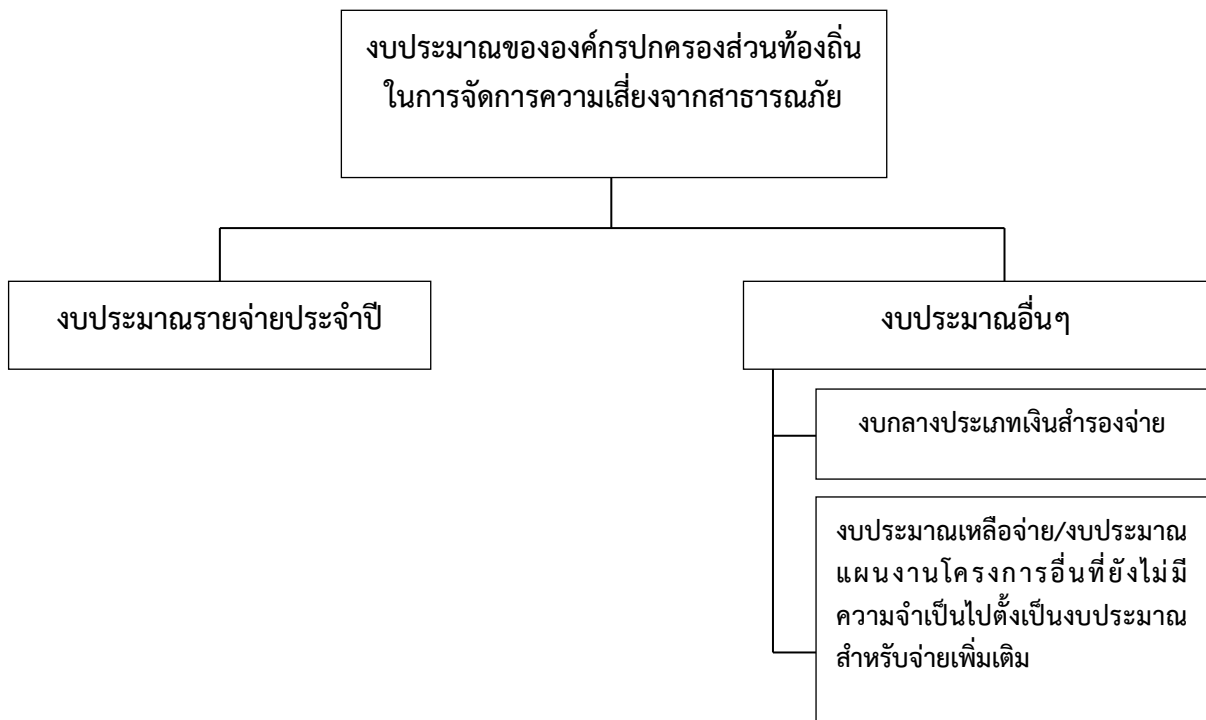 งบประมาณขององค์กรปกครองส่วนท้องถิ่น
ในการจัดการความเสี่ยงจากสาธารณภัย
งบประมาณรายจ่ายประจำปี
งบประมาณอื่นๆ
งบกลางประเภทเงินสำรองจ่าย
งบประมาณเหลือจ่าย/งบประมาณ
แผนงานโครงการอื่นที่ยังไม่มี
ความจำเป็นไปตั้งเป็นงบประมาณ
สำหรับจ่ายเพิ่มเติม